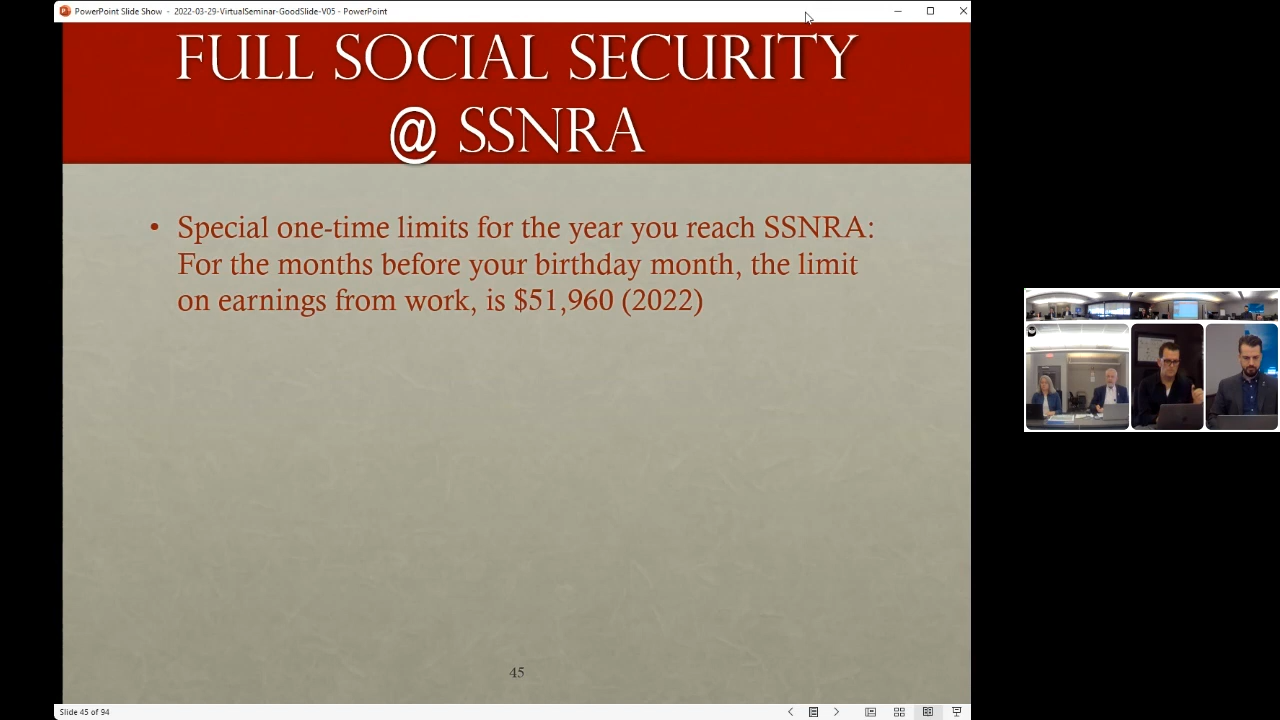 PowerPoint Slide Show - 2022-03-29-VirtualSeminar-GoodSlide-V05 - PowerPoint
FULL SOCIAL SECURITY
@ SSNRA
• Special one-time limits for the year you reach SSNRA:
For the months before your birthday month, the limit
on earnings from work, is $51,960 (2022)
45
Slide 45 of 94